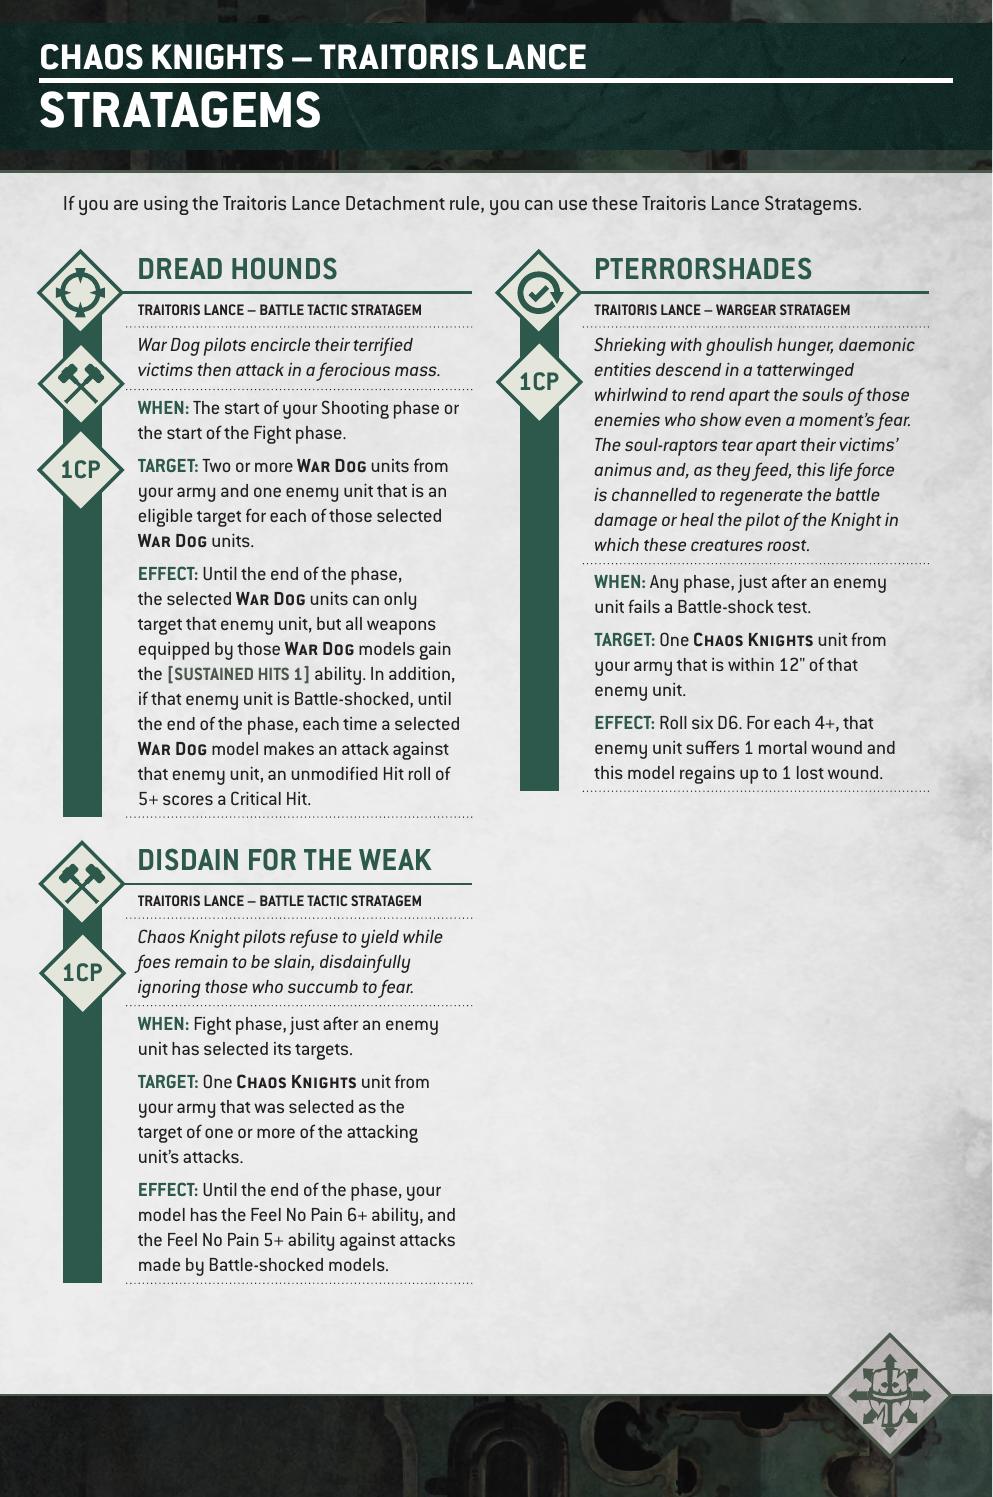 CHAOS KNIGHTS – TRAITORIS LANCE
STRATAGEMS
If you are using the Traitoris Lance Detachment rule, you can use these Traitoris Lance Stratagems.
DREAD HOUNDS
TRAITORIS LANCE – BATTLE TACTIC STRATAGEM
War Dog pilots encircle their terrified
victims then attack in a ferocious mass.
1CP
WHEN: The start of your Shooting phase or
the start of the Fight phase.
TARGET: Two or more WAR DOG units from
your army and one enemy unit that is an
eligible target for each of those selected
WAR DOG units.
EFFECT: Until the end of the phase,
the selected WAR DOG units can only
target that enemy unit, but all weapons
equipped by those WAR DOG models gain
the [SUSTAINED HITS 1] ability. In addition,
if that enemy unit is Battle-shocked, until
the end of the phase, each time a selected
WAR DOG model makes an attack against
that enemy unit, an unmodified Hit roll of
5+ scores a Critical Hit.
DISDAIN FOR THE WEAK
TRAITORIS LANCE – BATTLE TACTIC STRATAGEM
Chaos Knight pilots refuse to yield while
foes remain to be slain, disdainfully
ignoring those who succumb to fear.
1CP
WHEN: Fight phase, just after an enemy
unit has selected its targets.
TARGET: One CHAOS KNIGHTS unit from
your army that was selected as the
target of one or more of the attacking
unit's attacks.
EFFECT: Until the end of the phase, your
model has the Feel No Pain 6+ ability, and
the Feel No Pain 5+ ability against attacks
made by Battle-shocked models.
PTERRORSHADES
TRAITORIS LANCE – WARGEAR STRATAGEM
1CP
Shrieking with ghoulish hunger, daemonic
entities descend in a tatterwinged
whirlwind to rend apart the souls of those
enemies who show even a moment's fear.
The soul-raptors tear apart their victims'
animus and, as they feed, this life force
is channelled to regenerate the battle
damage or heal the pilot of the Knight in
which these creatures roost.
WHEN: Any phase, just after an enemy
unit fails a Battle-shock test.
TARGET: One CHAOS KNIGHTS unit from
your army that is within 12" of that
enemy unit.
EFFECT: Roll six D6. For each 4+, that
enemy unit suffers 1 mortal wound and
this model regains up to 1 lost wound.